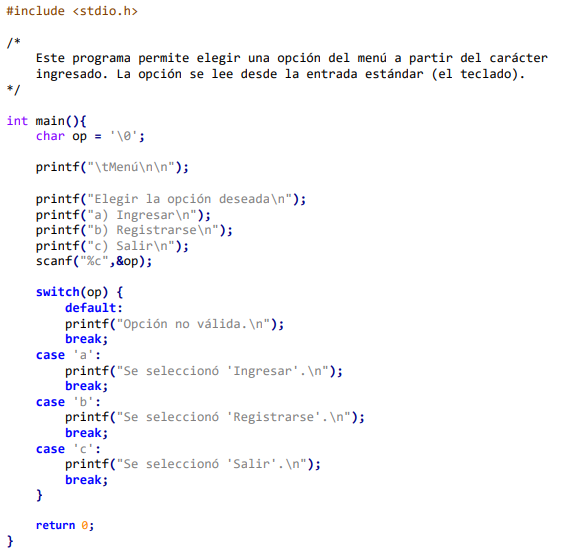 #include <stdio.h>
/*
Este programa permite elegir una opción del menú a partir del carácter
ingresado. La opción se lee desde la entrada estándar (el teclado).
*/
int main(){
char op = '\0';
printf("\tMenú\n\n");
printf("Elegir la opción deseada\n");
printf("a) Ingresar\n");
printf("b) Registrarse\n");
printf("c) Salir\n");
scanf("%c",&op);
switch(op) {
default:
printf("Opción no válida.\n");
break;
case 'a':
printf("Se seleccionó 'Ingresar'.\n");
break;
case 'b':
printf("Se seleccionó 'Registrarse'.\n");
break;
case 'c':
printf("Se seleccionó 'Salir'.\n");
break;
}
return 0;
}